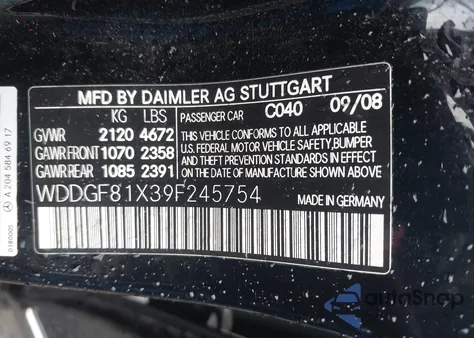 MFD BY DAIMLER AG STUTTGART
KG LBS PASSENGER CAR C040 09/08
GVWR 2120 4672
GAWR FRONT 1070 2358
GAWR REAR 1085 2391
THIS VEHICLE CONFORMS TO ALL APPLICABLE
U.S. FEDERAL MOTOR VEHICLE SAFETY, BUMPER
AND THEFT PREVENTION STANDARDS IN EFFECT
ON THE DATE OF MANUFACTURE SHOWN ABOVE
WDDGF81X39F245754 MADE IN GERMANY
A 204 584 69 17
autoSnap